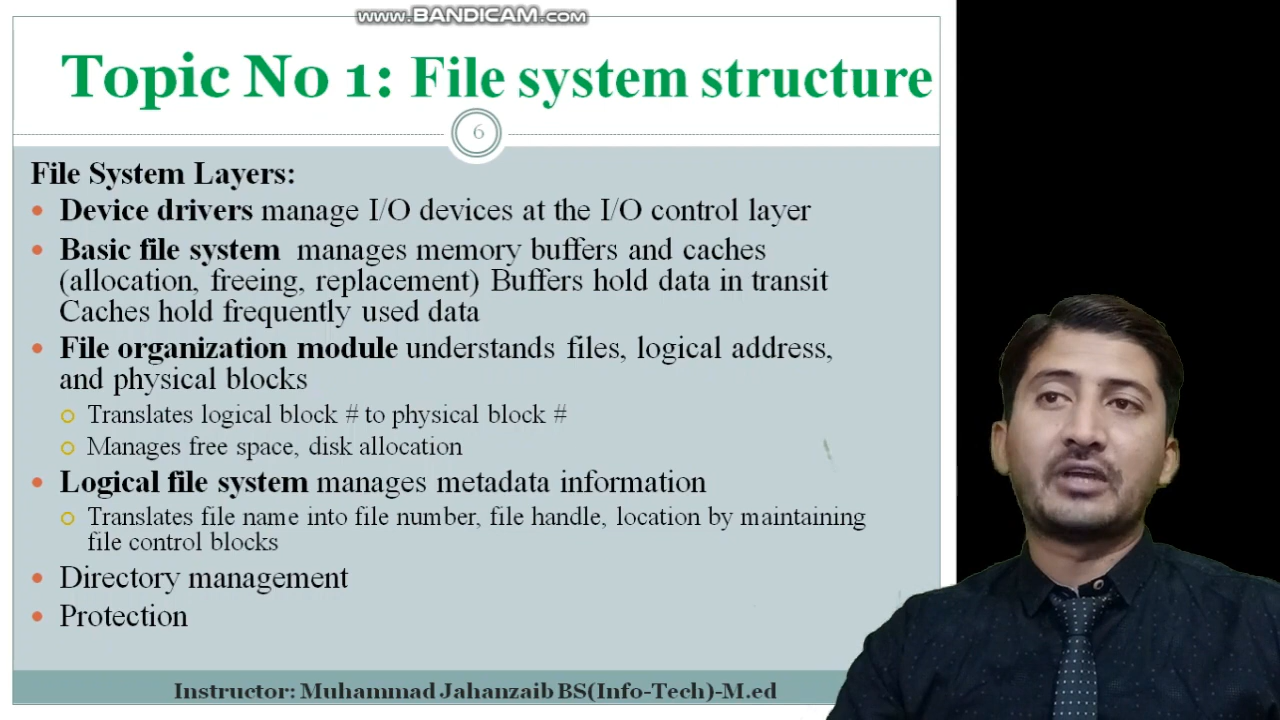 www.BANDICAM.com
Topic No 1: File system structure
6
File System Layers:
• Device drivers manage I/O devices at the I/O control layer
• Basic file system manages memory buffers and caches
(allocation, freeing, replacement) Buffers hold data in transit
Caches hold frequently used data
• File organization module understands files, logical address,
and physical blocks
Translates logical block # to physical block #
Manages free space, disk allocation
• Logical file system manages metadata information
Translates file name into file number, file handle, location by maintaining
file control blocks
• Directory management
• Protection
Instructor: Muhammad Jahanzaib BS(Info-Tech)-M.ed